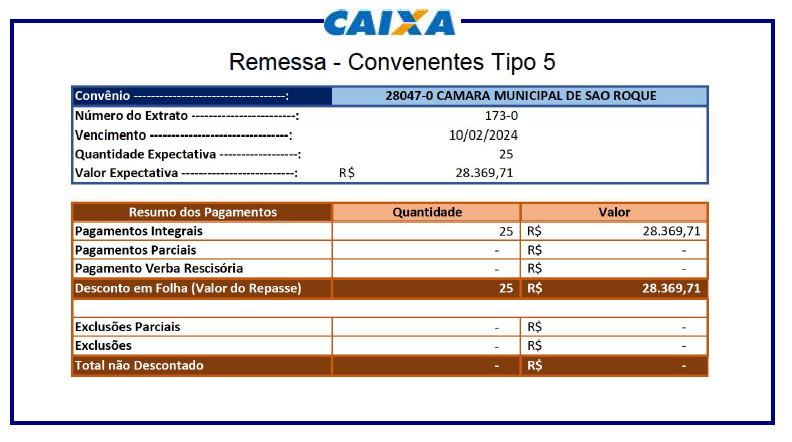 CAIXA
Remessa - Convenentes Tipo 5
Convênio -----------------------------------: 28047-0 CAMARA MUNICIPAL DE SAO ROQUE
Número do Extrato ------------------------: 173-0
Vencimento --------------------------------: 10/02/2024
Quantidade Expectativa ------------------: 25
Valor Expectativa --------------------------: R$ 28.369,71
Resumo dos Pagamentos Quantidade Valor
Pagamentos Integrais 25 R$ 28.369,71
Pagamentos Parciais - R$ -
Pagamento Verba Rescisória - R$ -
Desconto em Folha (Valor do Repasse) 25 R$ 28.369,71
Exclusões Parciais - R$ -
Exclusões - R$ -
Total não Descontado - R$ -